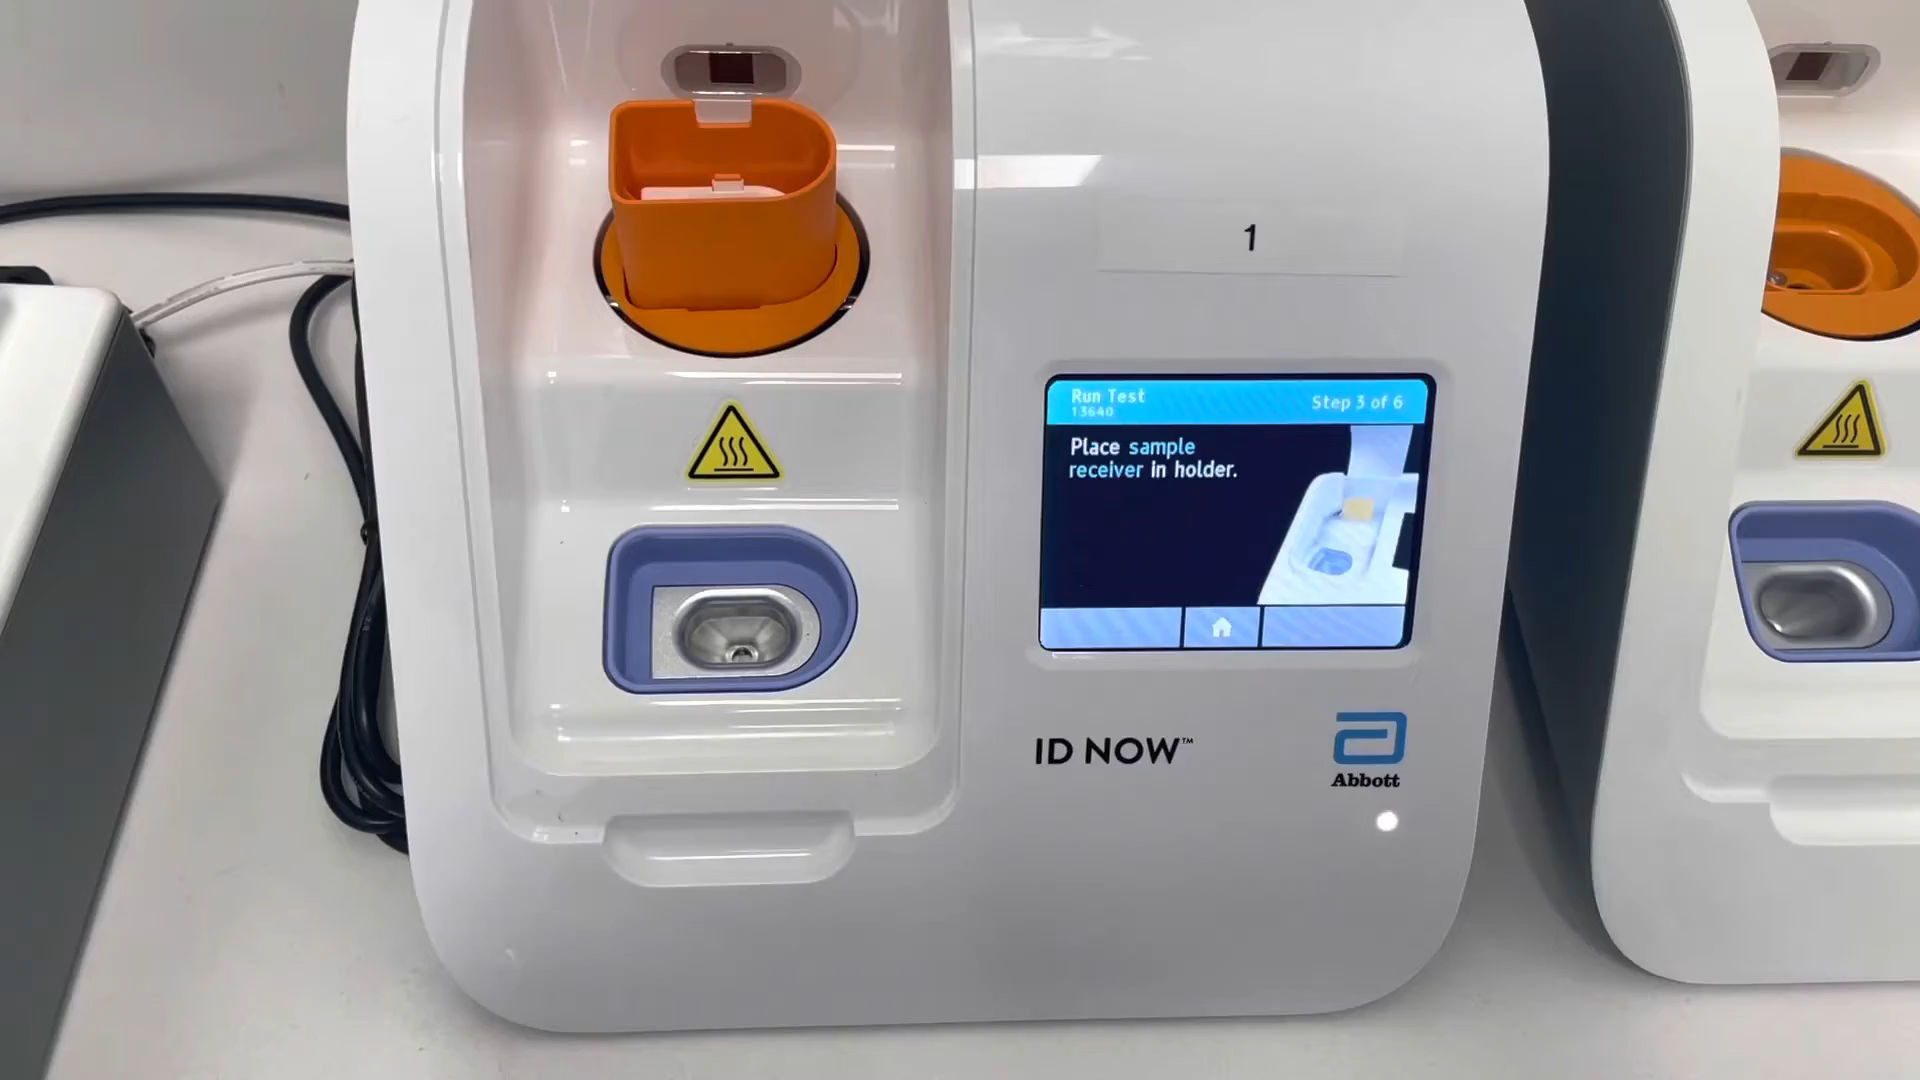 1
Run Test
13640
Step 3 of 6
Place sample
receiver in holder.
ID NOW™
Abbott